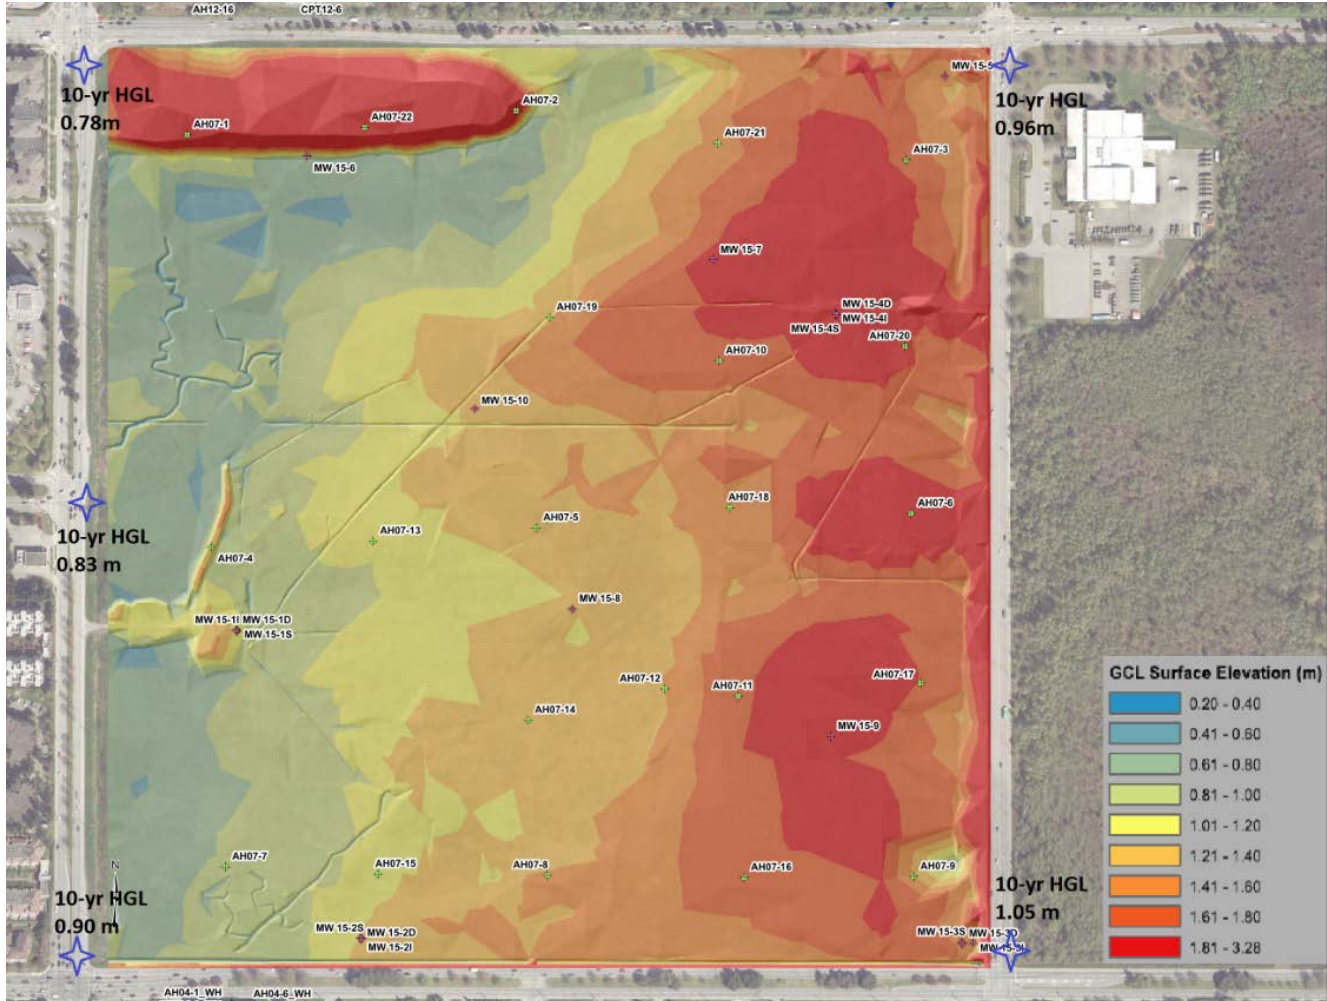 AH12-16
CPT12-6
MW 15-5
10-yr HGL
0.78m
AH07-2
AH07-22
AH07-1
MW 15-6
AH07-21
AH07-3
10-yr HGL
0.96m
MW 15-7
AH07-19
MW 15-4D
MW 15-4I
MW 15-4S
AH07-20
AH07-10
MW 15-10
AH07-18
AH07-6
AH07-5
AH07-13
10-yr HGL
0.83 m
AH07-4
MW 15-8
MW 15-1I MW 15-1D
MW 15-1S
AH07-12
AH07-11
AH07-17
AH07-14
MW 15-9
GCL Surface Elevation (m)
0.20 - 0.40
0.41 - 0.60
0.61 - 0.80
0.81 - 1.00
1.01 - 1.20
1.21 - 1.40
1.41 - 1.60
1.61 - 1.80
1.81 - 3.28
N
AH07-7
AH07-15
AH07-8
AH07-16
AH07-9
10-yr HGL
0.90 m
10-yr HGL
1.05 m
MW 15-2S
MW 15-2D
MW 15-2I
MW 15-3S
MW 15-3D
AH04-1_WH
AH04-6_WH